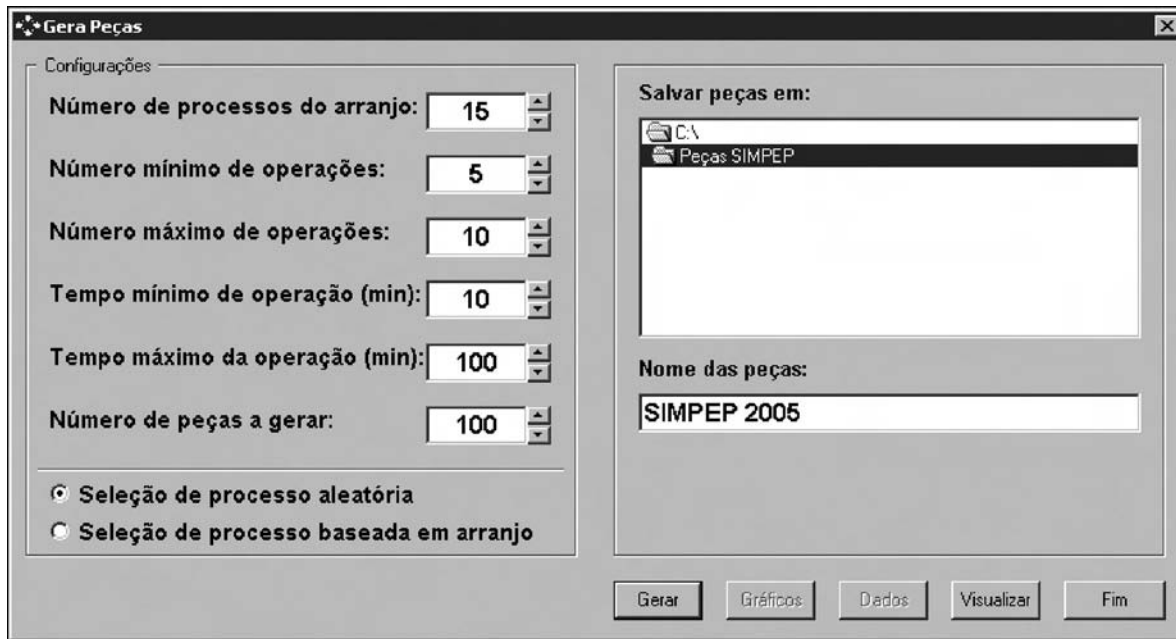 Gera Peças
Configurações
Número de processos do arranjo: 15
Número mínimo de operações: 5
Número máximo de operações: 10
Tempo mínimo de operação (min): 10
Tempo máximo da operação (min): 100
Número de peças a gerar: 100
Seleção de processo aleatória
Seleção de processo baseada em arranjo
Salvar peças em:
C:\
Peças SIMPEP
Nome das peças:
SIMPEP 2005
Gerar Gráficos Dados Visualizar Fim